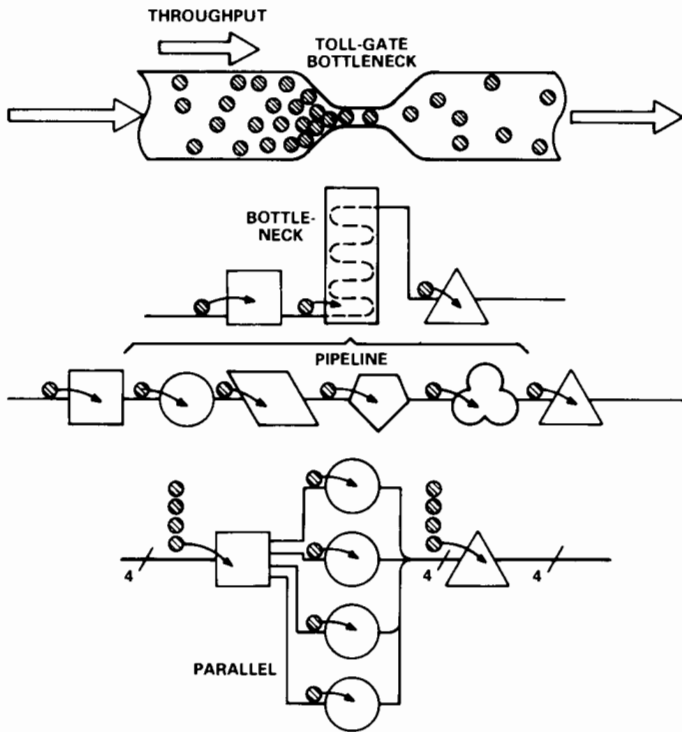 THROUGHPUT
TOLL-GATE
BOTTLENECK
BOTTLE-
NECK
PIPELINE
4
4
4
PARALLEL